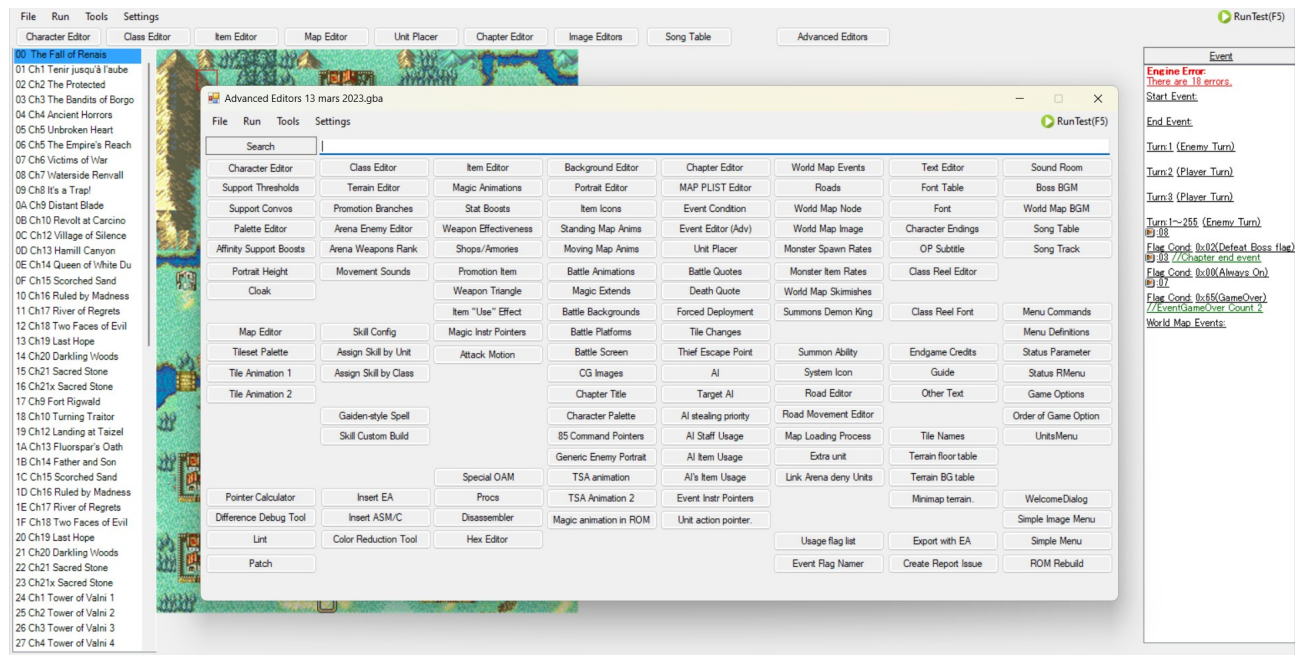 File Run Tools Settings
RunTest(F5)
Character Editor Class Editor Item Editor Map Editor Unit Placer Chapter Editor Image Editors Song Table Advanced Editors
00 The Fall of Renais
01 Ch1 Tenir jusqu'à l'aube
02 Ch2 The Protected
03 Ch3 The Bandits of Borgo
04 Ch4 Ancient Horrors
05 Ch5 Unbroken Heart
06 Ch5 The Empire's Reach
07 Ch6 Victims of War
08 Ch7 Waterside Renvall
09 Ch8 It's a Trap!
0A Ch9 Distant Blade
0B Ch10 Revolt at Carcino
0C Ch12 Village of Silence
0D Ch13 Hamill Canyon
0E Ch14 Queen of White Du
0F Ch15 Scorched Sand
10 Ch16 Ruled by Madness
11 Ch17 River of Regrets
12 Ch18 Two Faces of Evil
13 Ch19 Last Hope
14 Ch20 Darkling Woods
15 Ch21 Sacred Stone
16 Ch21x Sacred Stone
17 Ch9 Fort Rigwald
18 Ch10 Turning Traitor
19 Ch12 Landing at Taizel
1A Ch13 Fluorspar's Oath
1B Ch14 Father and Son
1C Ch15 Scorched Sand
1D Ch16 Ruled by Madness
1E Ch17 River of Regrets
1F Ch18 Two Faces of Evil
20 Ch19 Last Hope
21 Ch20 Darkling Woods
22 Ch21 Sacred Stone
23 Ch21x Sacred Stone
24 Ch1 Tower of Valni 1
25 Ch2 Tower of Valni 2
26 Ch3 Tower of Valni 3
27 Ch4 Tower of Valni 4
Advanced Editors 13 mars 2023.gba
File Run Tools Settings
RunTest(F5)
Search
Character Editor Class Editor Item Editor Background Editor Chapter Editor World Map Events Text Editor Sound Room
Support Thresholds Terrain Editor Magic Animations Portrait Editor MAP PLIST Editor Roads Font Table Boss BGM
Support Convos Promotion Branches Stat Boosts Item Icons Event Condition World Map Node Font World Map BGM
Palette Editor Arena Enemy Editor Weapon Effectiveness Standing Map Anims Event Editor (Adv) World Map Image Character Endings Song Table
Affinity Support Boosts Arena Weapons Rank Shops/Amories Moving Map Anims Unit Placer Monster Spawn Rates OP Subtitle Song Track
Portrait Height Movement Sounds Promotion Item Battle Animations Battle Quotes Monster Item Rates Class Reel Editor
Cloak Weapon Triangle Magic Extends Death Quote World Map Skimishes
Item "Use" Effect Battle Backgrounds Forced Deployment Summons Demon King Class Reel Font Menu Commands
Map Editor Skill Config Magic Instr Pointers Battle Platforms Tile Changes Menu Definitions
Tileset Palette Assign Skill by Unit Attack Motion Battle Screen Thief Escape Point Summon Ability Endgame Credits Status Parameter
Tile Animation 1 Assign Skill by Class CG Images AI System Icon Guide Status RMenu
Tile Animation 2 Chapter Title Target AI Road Editor Other Text Game Options
Gaiden-style Spell Character Palette AI stealing priority Road Movement Editor Order of Game Option
Skill Custom Build 85 Command Pointers AI Staff Usage Map Loading Process Tile Names UnitsMenu
Generic Enemy Portrait AI Item Usage Extra unit Terrain floor table
Special OAM TSA animation AI's Item Usage Link Arena deny Units Terrain BG table
Pointer Calculator Insert EA Procs TSA Animation 2 Event Instr Pointers Minimap terrain. WelcomeDialog
Difference Debug Tool Insert ASM/C Disassembler Magic animation in ROM Unit action pointer. Simple Image Menu
Lint Color Reduction Tool Hex Editor Usage flag list Export with EA Simple Menu
Patch Event Flag Namer Create Report Issue ROM Rebuild
Event
Engine Error:
There are 18 errors.
Start Event:
End Event:
Turn:1 (Enemy Turn)
Turn:2 (Player Turn)
Turn:3 (Player Turn)
Turn:1~255 (Enemy Turn)
:08
Flag Cond: 0x02(Defeat Boss flag)
:03 //Chapter end event
Flag Cond: 0x00(Always On)
:07
Flag Cond: 0x65(GameOver)
//EventGameOver Count 2
World Map Events: